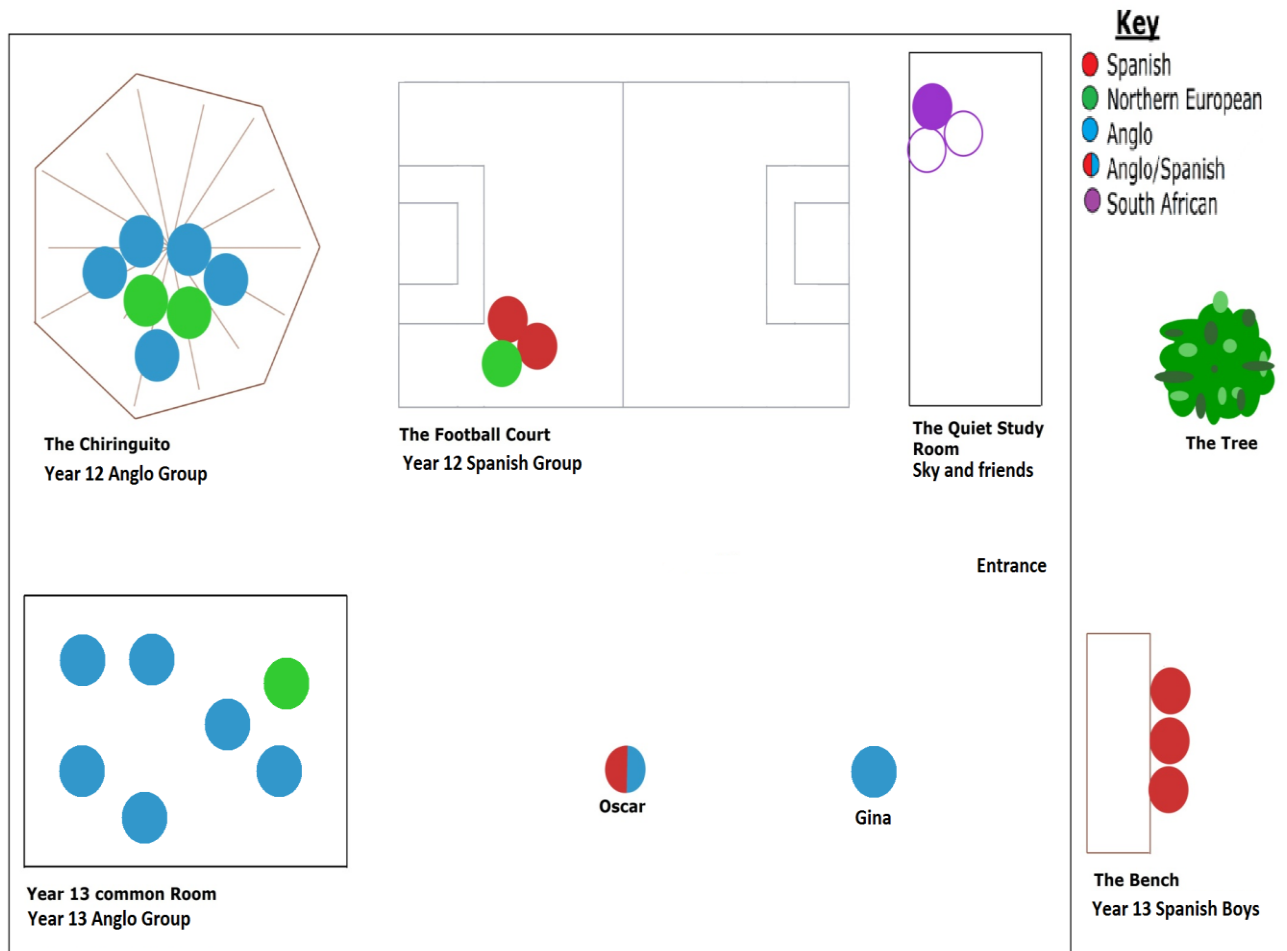 Key
Spanish
Northern European
Anglo
Anglo/Spanish
South African
The Chiringuito
Year 12 Anglo Group
The Football Court
Year 12 Spanish Group
The Quiet Study
Room
Sky and friends
The Tree
Entrance
Oscar
Gina
Year 13 common Room
Year 13 Anglo Group
The Bench
Year 13 Spanish Boys